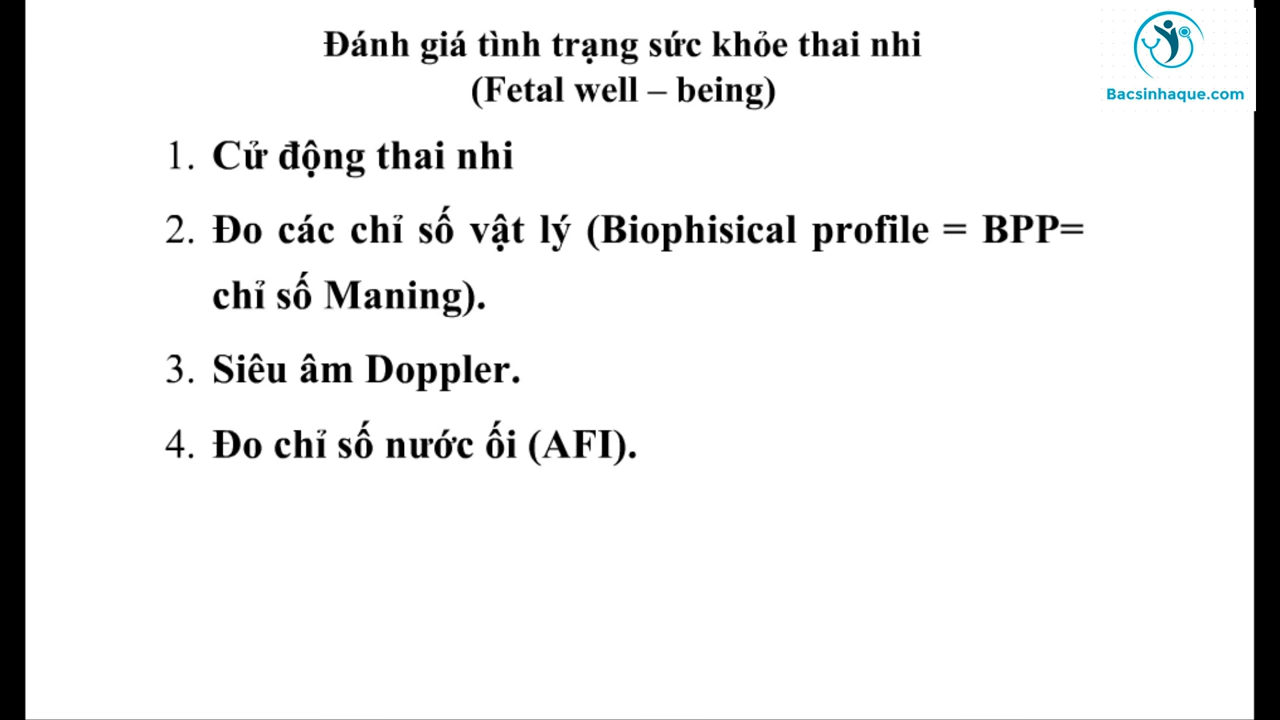 Đánh giá tình trạng sức khỏe thai nhi
(Fetal well – being)
Bacsinhaque.com
1. Cử động thai nhi
2. Đo các chỉ số vật lý (Biophisical profile = BPP=
chỉ số Maning).
3. Siêu âm Doppler.
4. Đo chỉ số nước ối (AFI).